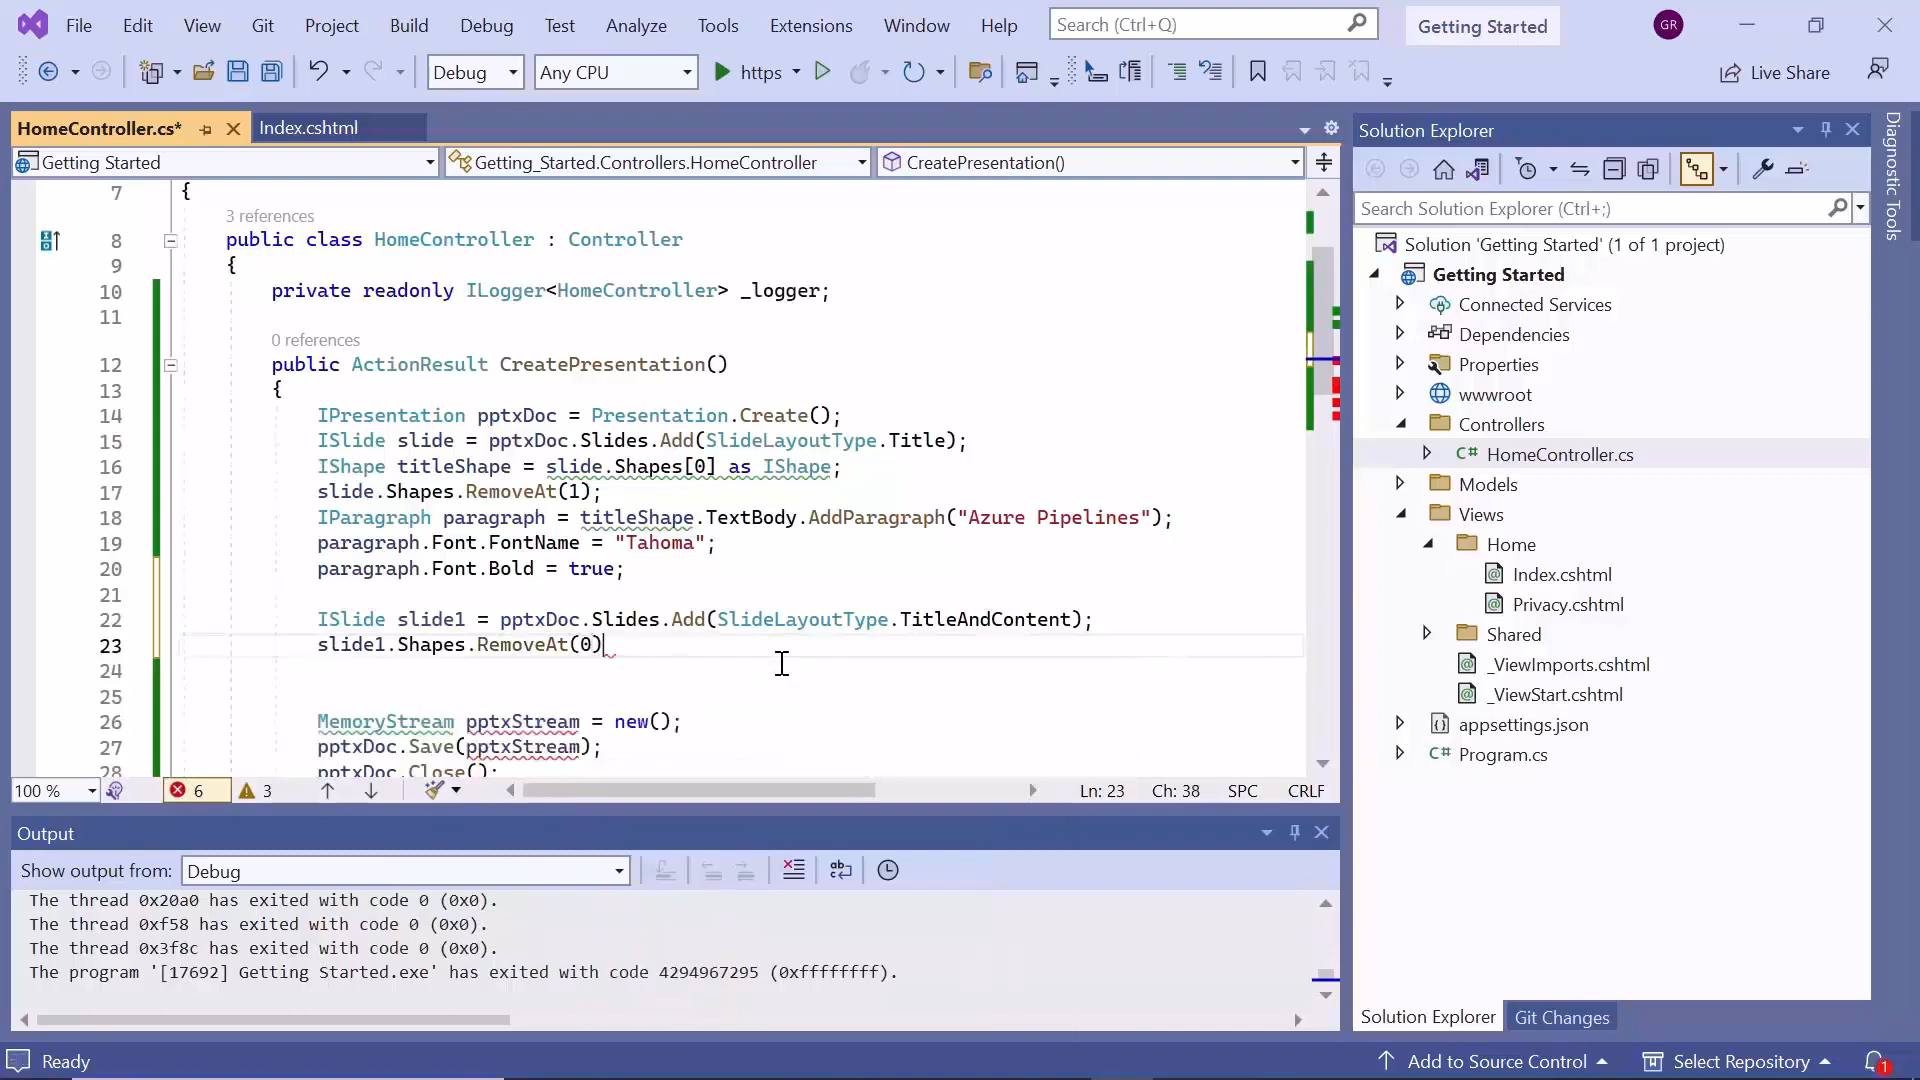 File Edit View Git Project Build Debug Test Analyze Tools Extensions Window Help Search (Ctrl+Q) Getting Started GR
Debug Any CPU https Live Share
HomeController.cs* Index.cshtml
Getting Started Getting_Started.Controllers.HomeController CreatePresentation()
7 {
3 references
8 public class HomeController : Controller
9 {
10 private readonly ILogger<HomeController> _logger;
11
0 references
12 public ActionResult CreatePresentation()
13 {
14 IPresentation pptxDoc = Presentation.Create();
15 ISlide slide = pptxDoc.Slides.Add(SlideLayoutType.Title);
16 IShape titleShape = slide.Shapes[0] as IShape;
17 slide.Shapes.RemoveAt(1);
18 IParagraph paragraph = titleShape.TextBody.AddParagraph("Azure Pipelines");
19 paragraph.Font.FontName = "Tahoma";
20 paragraph.Font.Bold = true;
21
22 ISlide slide1 = pptxDoc.Slides.Add(SlideLayoutType.TitleAndContent);
23 slide1.Shapes.RemoveAt(0)
24
25
26 MemoryStream pptxStream = new();
27 pptxDoc.Save(pptxStream);
28 pptxDoc.Close();
100 % 6 3 Ln: 23 Ch: 38 SPC CRLF
Output
Show output from: Debug
The thread 0x20a0 has exited with code 0 (0x0).
The thread 0xf58 has exited with code 0 (0x0).
The thread 0x3f8c has exited with code 0 (0x0).
The program '[17692] Getting Started.exe' has exited with code 4294967295 (0xffffffff).
Solution Explorer
Search Solution Explorer (Ctrl+;)
Solution 'Getting Started' (1 of 1 project)
Getting Started
Connected Services
Dependencies
Properties
wwwroot
Controllers
C# HomeController.cs
Models
Views
Home
Index.cshtml
Privacy.cshtml
Shared
_ViewImports.cshtml
_ViewStart.cshtml
appsettings.json
C# Program.cs
Solution Explorer Git Changes
Diagnostic Tools
Ready Add to Source Control Select Repository 1